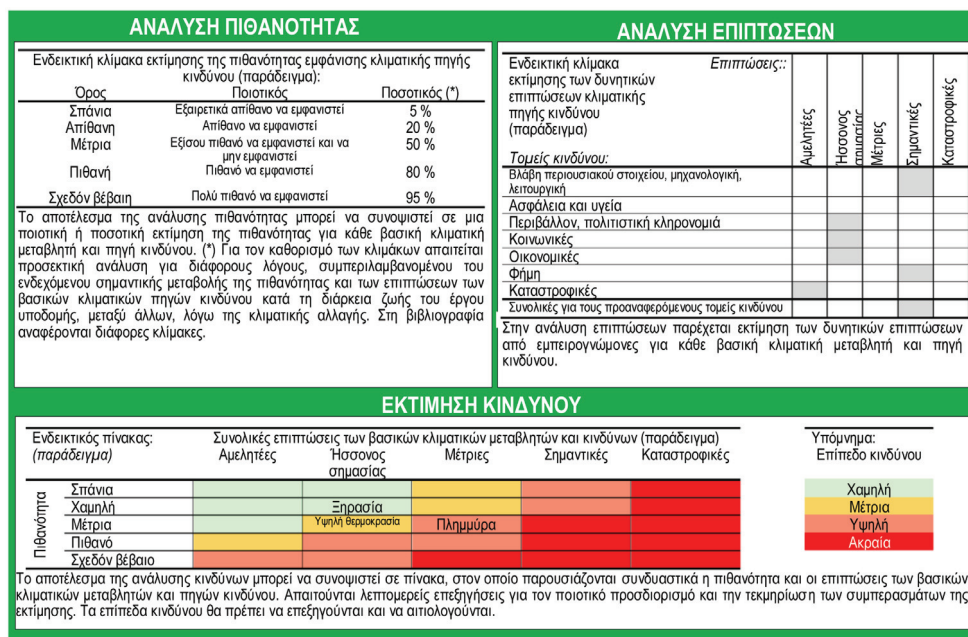 ΑΝΑΛΥΣΗ ΠΙΘΑΝΟΤΗΤΑΣ
Ενδεικτική κλίμακα εκτίμησης της πιθανότητας εμφάνισης κλιματικής πηγής
κινδύνου (παράδειγμα):
Όρος Ποιοτικός Ποσοτικός (*)
Σπάνια Εξαιρετικά απίθανο να εμφανιστεί 5 %
Απίθανη Απίθανο να εμφανιστεί 20 %
Μέτρια Εξίσου πιθανό να εμφανιστεί και να 50 %
μην εμφανιστεί
Πιθανή Πιθανό να εμφανιστεί 80 %
Σχεδόν βέβαιη Πολύ πιθανό να εμφανιστεί 95 %
Το αποτέλεσμα της ανάλυσης πιθανότητας μπορεί να συνοψιστεί σε μια
ποιοτική ή ποσοτική εκτίμηση της πιθανότητας για κάθε βασική κλιματική
μεταβλητή και πηγή κινδύνου. (*) Για τον καθορισμό των κλιμάκων απαιτείται
προσεκτική ανάλυση για διάφορους λόγους, συμπεριλαμβανομένου του
ενδεχόμενου σημαντικής μεταβολής της πιθανότητας και των επιπτώσεων των
βασικών κλιματικών πηγών κινδύνου κατά τη διάρκεια ζωής του έργου
υποδομής, μεταξύ άλλων, λόγω της κλιματικής αλλαγής. Στη βιβλιογραφία
αναφέρονται διάφορες κλίμακες.
ΑΝΑΛΥΣΗ ΕΠΙΠΤΩΣΕΩΝ
Ενδεικτική κλίμακα Επιπτώσεις::
εκτίμησης των δυνητικών
επιπτώσεων κλιματικής
πηγής κινδύνου
(παράδειγμα)
Τομείς κινδύνου:
Αμελητέες
Ήσσονος
σημασίας
Μέτριες
Σημαντικές
Καταστροφικές
Βλάβη περιουσιακού στοιχείου, μηχανολογική,
λειτουργική
Ασφάλεια και υγεία
Περιβάλλον, πολιτιστική κληρονομιά
Κοινωνικές
Οικονομικές
Φήμη
Καταστροφικές
Συνολικές για τους προαναφερόμενους τομείς κινδύνου
Στην ανάλυση επιπτώσεων παρέχεται εκτίμηση των δυνητικών επιπτώσεων
από εμπειρογνώμονες για κάθε βασική κλιματική μεταβλητή και πηγή
κινδύνου.
ΕΚΤΙΜΗΣΗ ΚΙΝΔΥΝΟΥ
Ενδεικτικός πίνακας: Συνολικές επιπτώσεις των βασικών κλιματικών μεταβλητών και κινδύνων (παράδειγμα)
(παράδειγμα) Αμελητέες Ήσσονος Μέτριες Σημαντικές Καταστροφικές
σημασίας
Πιθανότητα
Σπάνια
Χαμηλή Ξηρασία
Μέτρια Υψηλή θερμοκρασία Πλημμύρα
Πιθανό
Σχεδόν βέβαιο
Υπόμνημα:
Επίπεδο κινδύνου
Χαμηλή
Μέτρια
Υψηλή
Ακραία
Το αποτέλεσμα της ανάλυσης κινδύνων μπορεί να συνοψιστεί σε πίνακα, στον οποίο παρουσιάζονται συνδυαστικά η πιθανότητα και οι επιπτώσεις των βασικών
κλιματικών μεταβλητών και πηγών κινδύνου. Απαιτούνται λεπτομερείς επεξηγήσεις για τον ποιοτικό προσδιορισμό και την τεκμηρίωση των συμπερασμάτων της
εκτίμησης. Τα επίπεδα κινδύνου θα πρέπει να επεξηγούνται και να αιτιολογούνται.